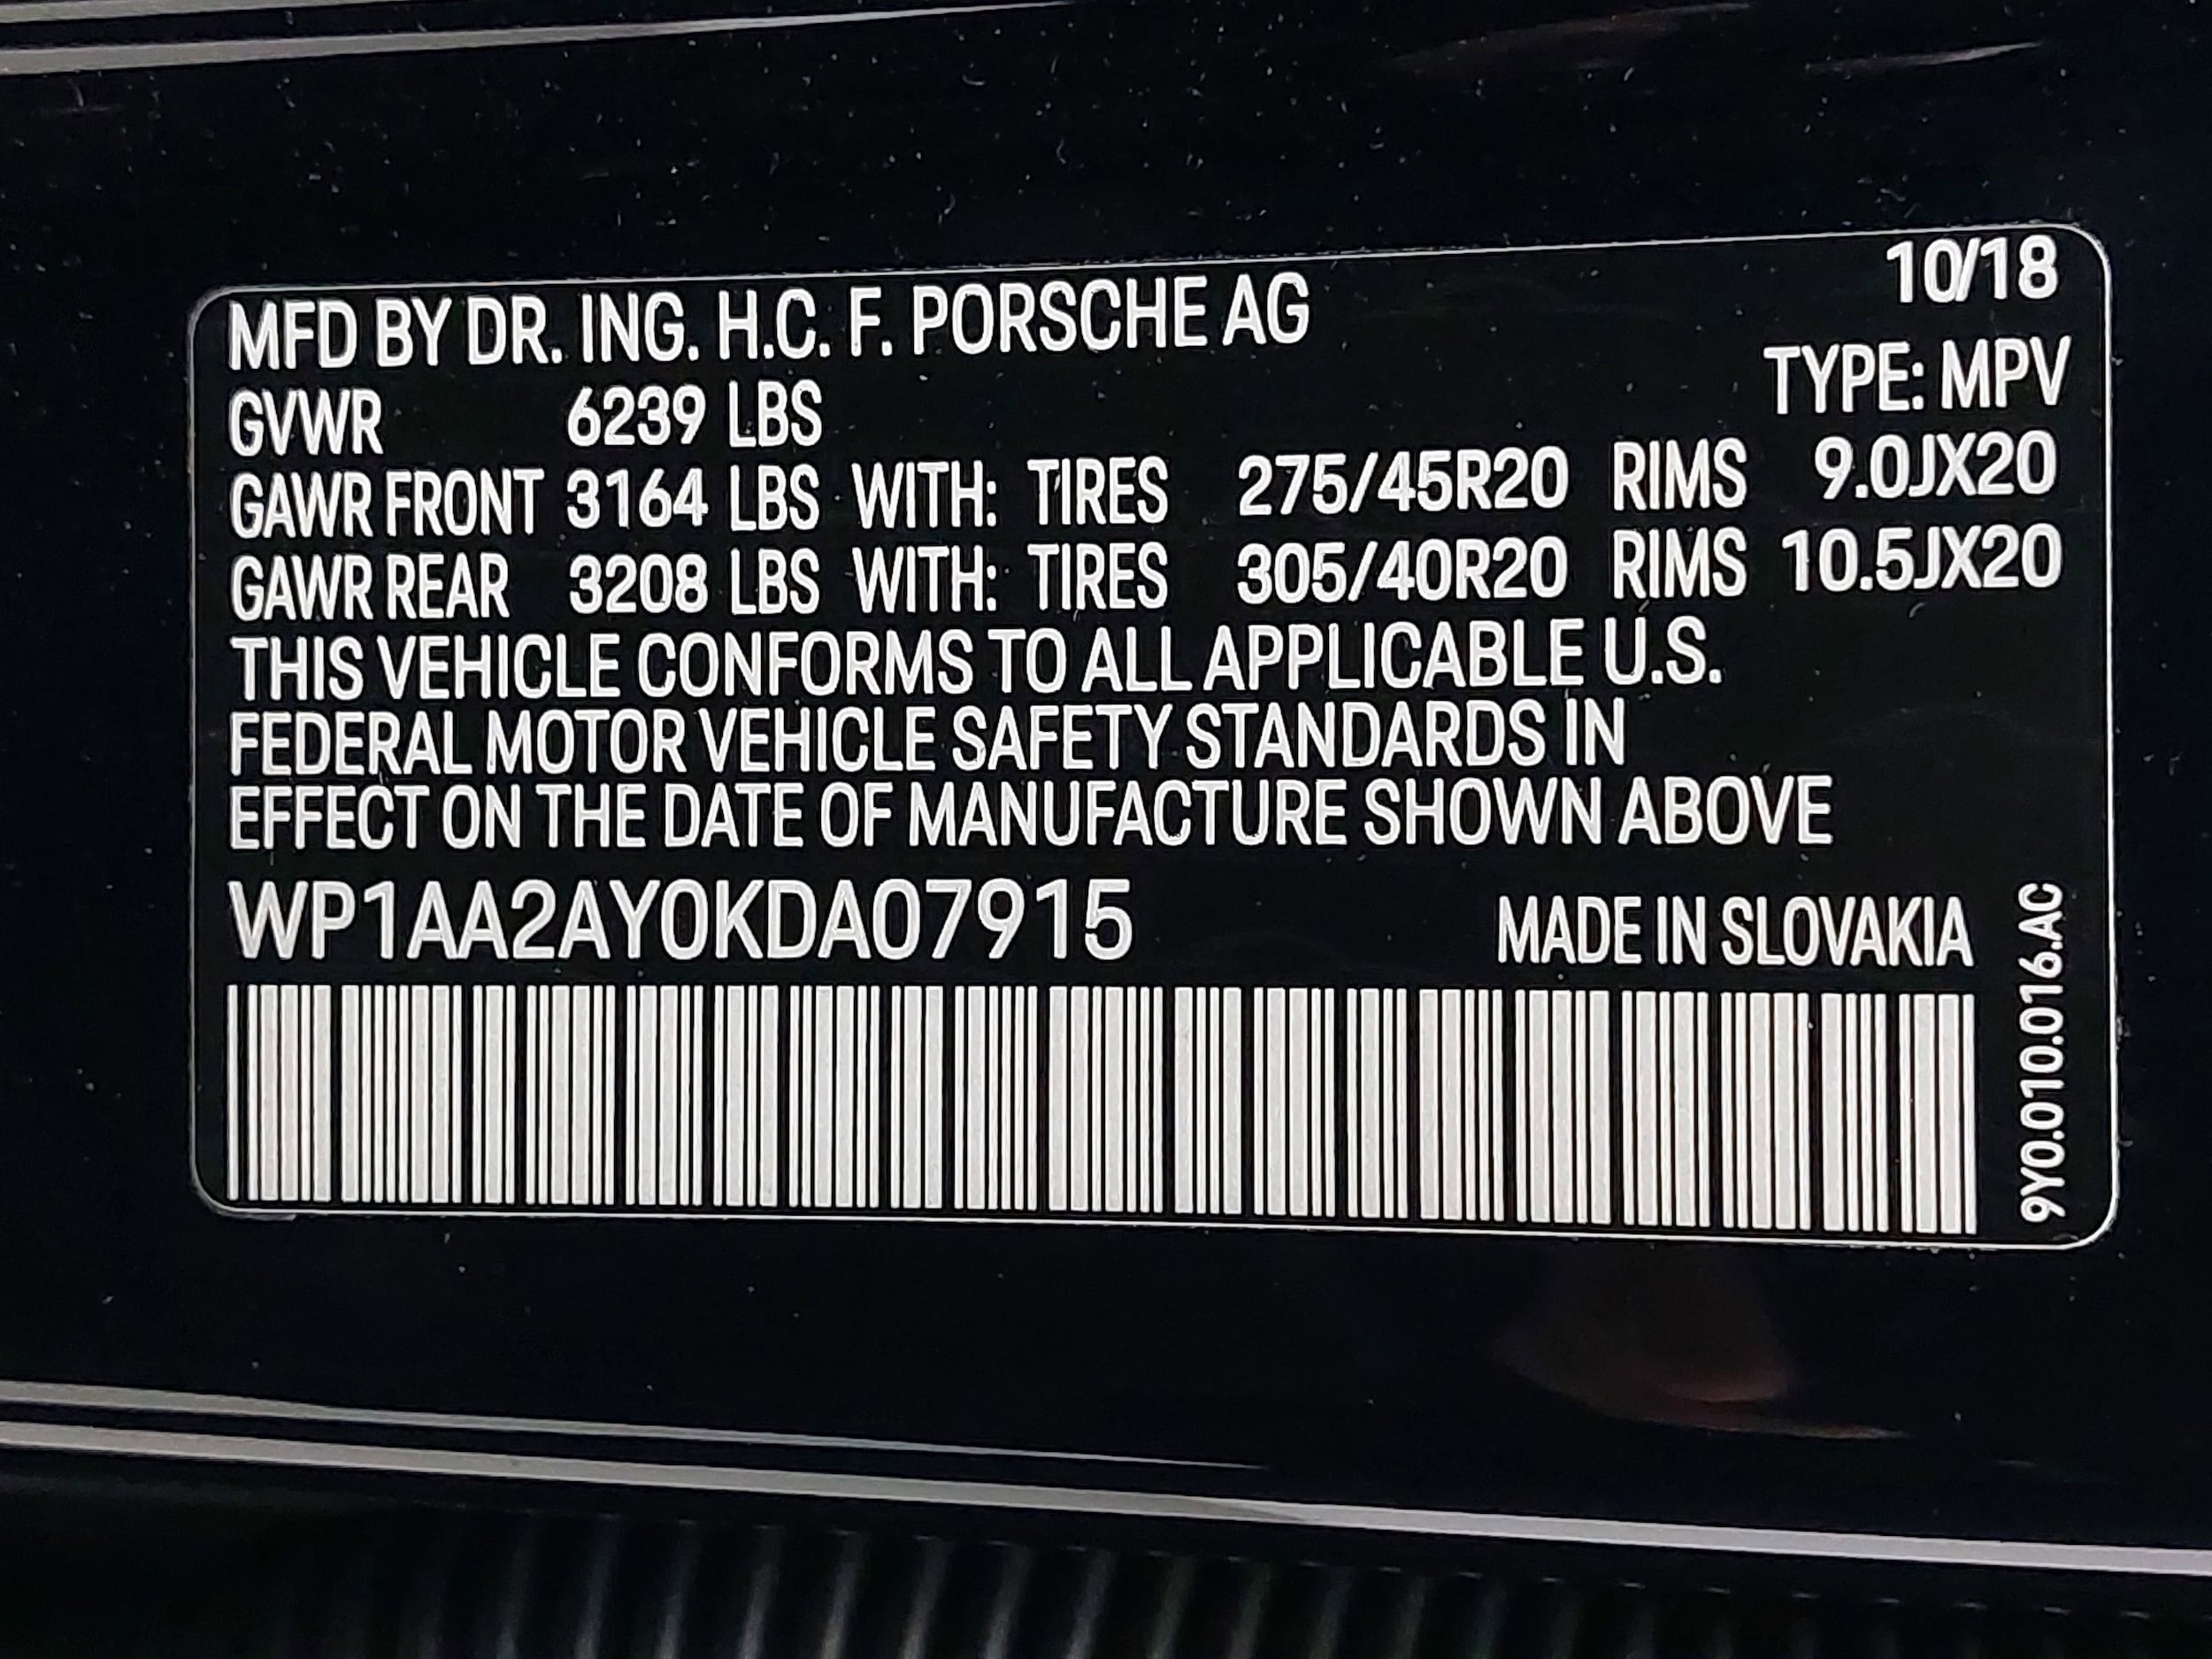 10/18
MFD BY DR. ING. H.C. F. PORSCHE AG
TYPE: MPV
GVWR 6239 LBS
GAWR FRONT 3164 LBS WITH: TIRES 275/45R20 RIMS 9.0JX20
GAWR REAR 3208 LBS WITH: TIRES 305/40R20 RIMS 10.5JX20
THIS VEHICLE CONFORMS TO ALL APPLICABLE U.S.
FEDERAL MOTOR VEHICLE SAFETY STANDARDS IN
EFFECT ON THE DATE OF MANUFACTURE SHOWN ABOVE
WP1AA2AY0KDA07915 MADE IN SLOVAKIA
9Y0.010.016.AC